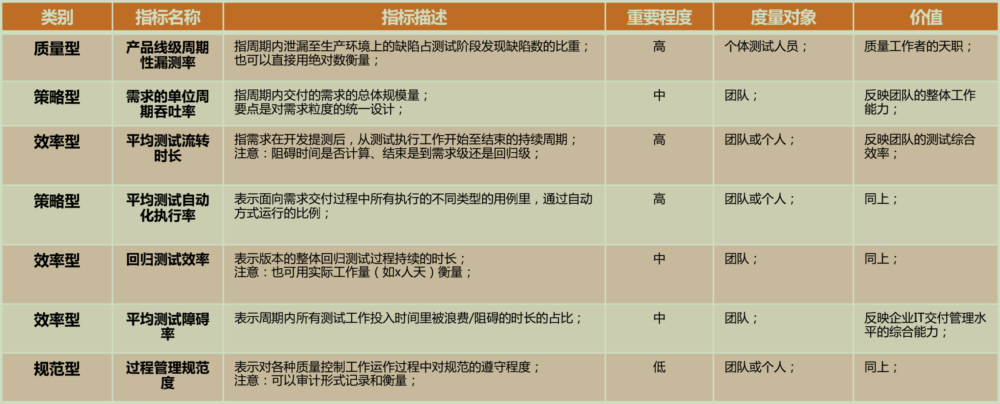 类别
指标名称
指标描述
重要程度
度量对象
价值
质量型
产品线级周期
性漏测率
指周期内泄漏至生产环境上的缺陷占测试阶段发现缺陷数的比重；
也可以直接用绝对数衡量；
高
个体测试人员；
质量工作者的天职；
策略型
需求的单位周
期吞吐率
指周期内交付的需求的总体规模量；
要点是对需求粒度的统一设计；
中
团队；
反映团队的整体工作
能力；
效率型
平均测试流转
时长
指需求在开发提测后，从测试执行工作开始至结束的持续周期；
注意：阻碍时间是否计算、结束是到需求级还是回归级；
高
团队或个人；
反映团队的测试综合
效率；
策略型
平均测试自动
化执行率
表示面向需求交付过程中所有执行的不同类型的用例里，通过自动
方式运行的比例；
高
团队或个人；
同上；
效率型
回归测试效率
表示版本的整体回归测试过程持续的时长；
注意：也可用实际工作量（如x人天）衡量；
中
团队；
同上；
效率型
平均测试障碍
率
表示周期内所有测试工作投入时间里被浪费/阻碍的时长的占比；
中
团队；
反映企业IT交付管理水
平的综合能力；
规范型
过程管理规范
度
表示对各种质量控制工作运作过程中对规范的遵守程度；
注意：可以审计形式记录和衡量；
低
团队或个人；
同上；